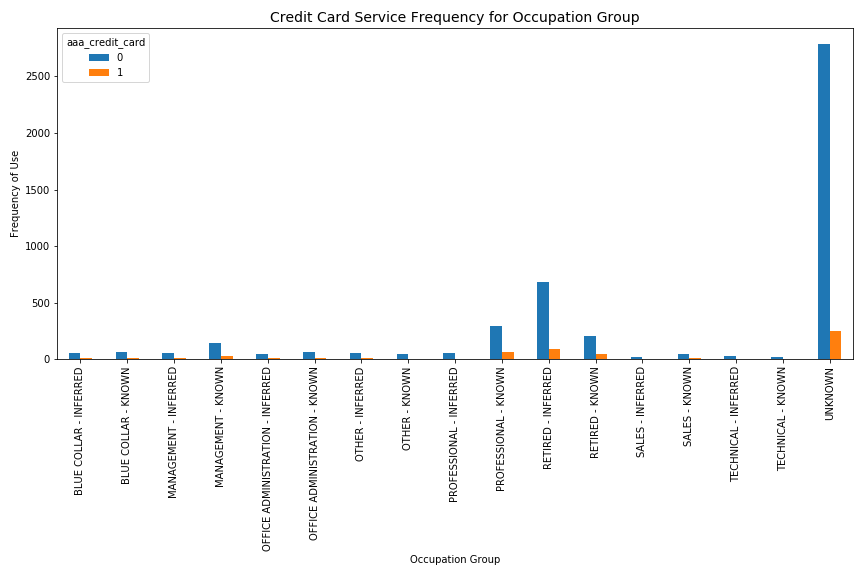 Credit Card Service Frequency for Occupation Group
aaa_credit_card
0
1
Frequency of Use
2500
2000
1500
1000
500
0
BLUE COLLAR - INFERRED
BLUE COLLAR - KNOWN
MANAGEMENT - INFERRED
MANAGEMENT - KNOWN
OFFICE ADMINISTRATION - INFERRED
OFFICE ADMINISTRATION - KNOWN
OTHER - INFERRED
OTHER - KNOWN
PROFESSIONAL - INFERRED
PROFESSIONAL - KNOWN
RETIRED - INFERRED
RETIRED - KNOWN
SALES - INFERRED
SALES - KNOWN
TECHNICAL - INFERRED
TECHNICAL - KNOWN
UNKNOWN
Occupation Group